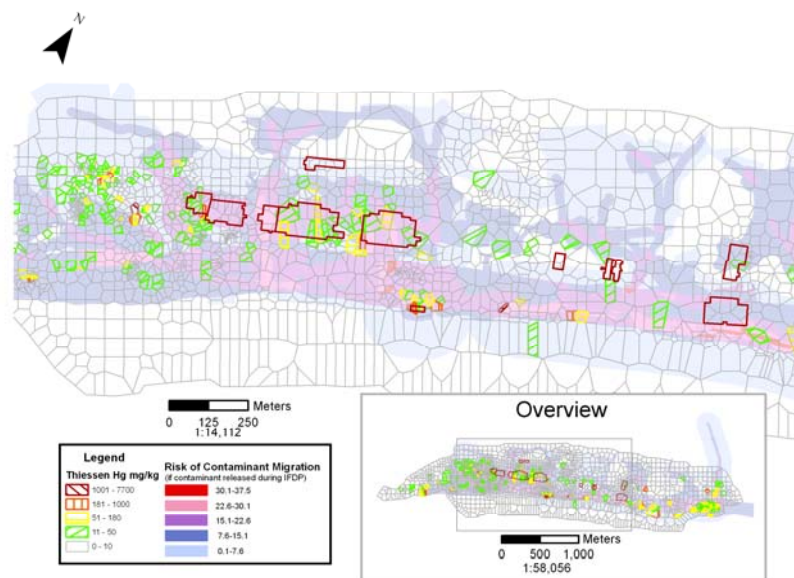 N
Meters
0 125 250
1:14,112
Legend
Thiessen Hg mg/kg
1001 - 7700
181 - 1000
51 - 180
11 - 50
0 - 10
Risk of Contaminant Migration
(if contaminant released during IFDP)
30.1-37.5
22.6-30.1
15.1-22.6
7.6-15.1
0.1-7.6
Overview
Meters
0 500 1,000
1:58,056